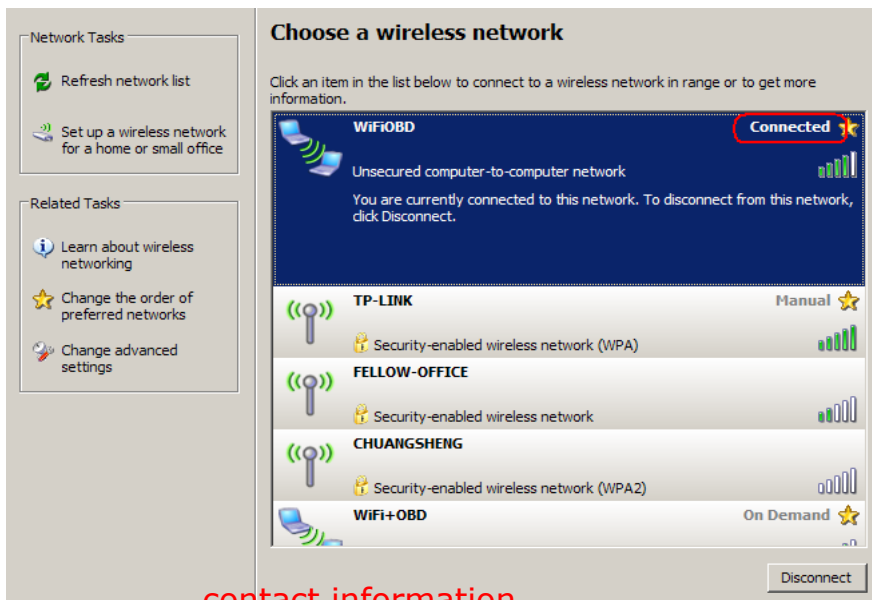 Network Tasks
Refresh network list
Set up a wireless network
for a home or small office
Related Tasks
Learn about wireless
networking
Change the order of
preferred networks
Change advanced
settings
Choose a wireless network
Click an item in the list below to connect to a wireless network in range or to get more
information.
WiFiOBD Connected
Unsecured computer-to-computer network
You are currently connected to this network. To disconnect from this network,
click Disconnect.
TP-LINK Manual
Security-enabled wireless network (WPA)
FELLOW-OFFICE
Security-enabled wireless network
CHUANGSHENG
Security-enabled wireless network (WPA2)
WiFi+OBD On Demand
Disconnect
contact information